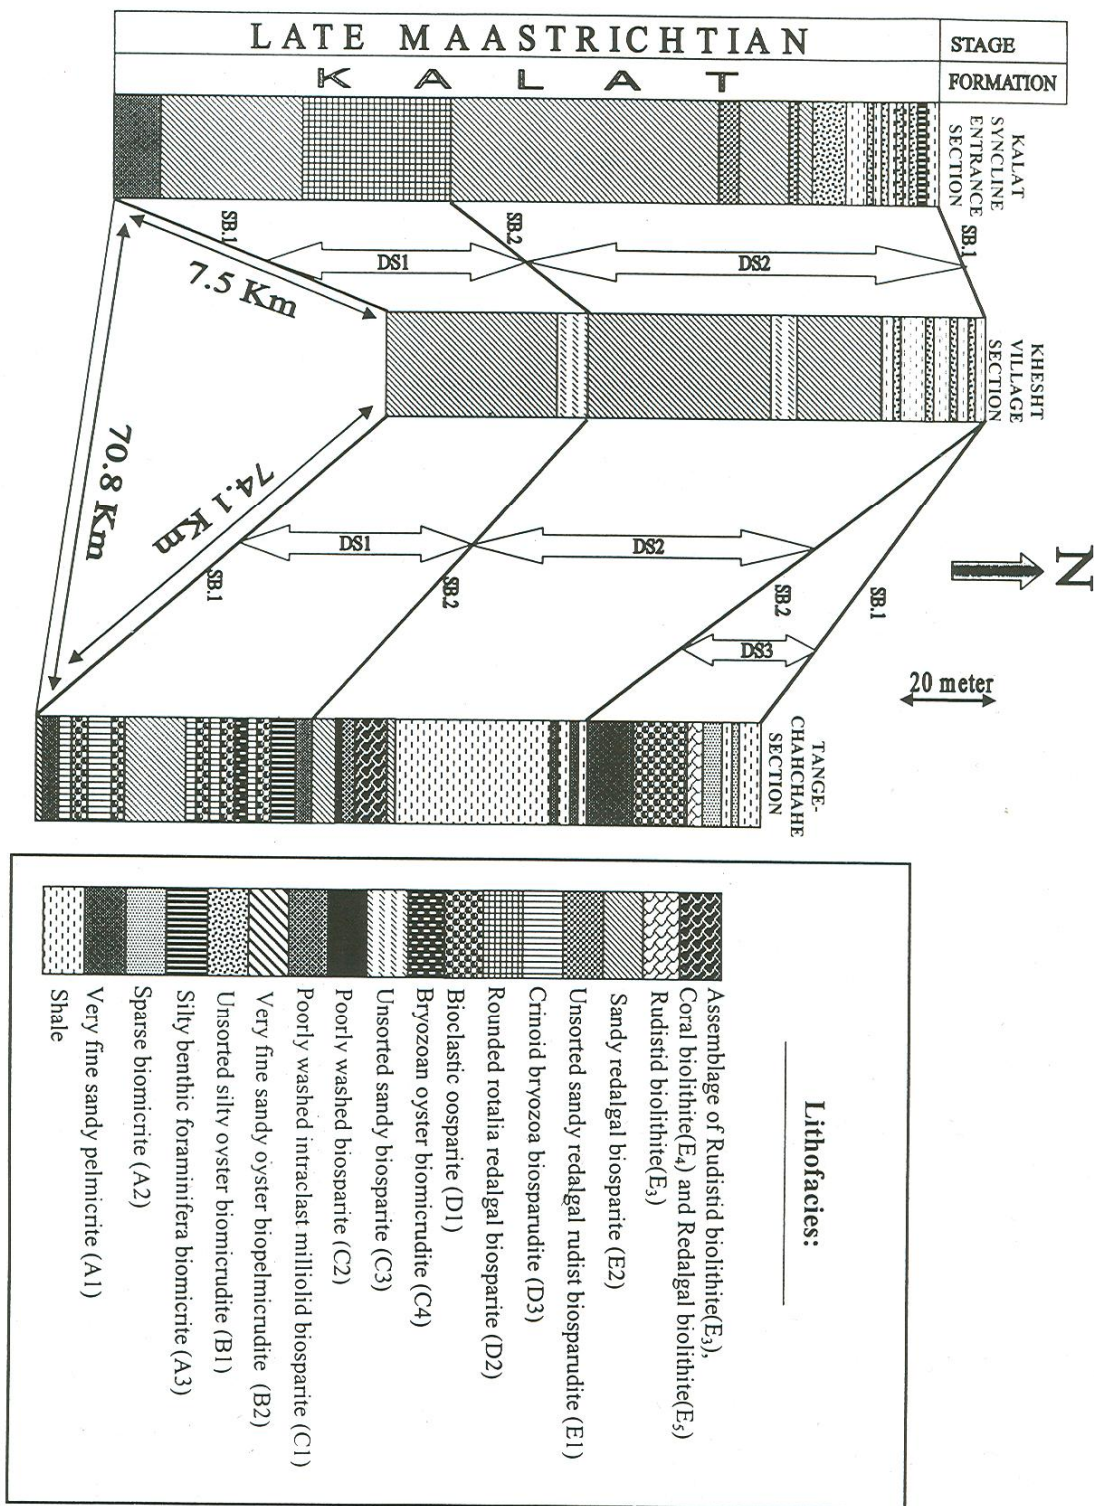 STAGE
LATE MAASTRICHTIAN
FORMATION
KALAT
KALAT
SYNCLINE
ENTRANCE
SECTION
SB.1
SB.2
SB.1
DS1
DS2
7.5 Km
KHESHT
VILLAGE
SECTION
70.8 Km
74.1 Km
DS1
DS2
SB.1
SB.2
SB.2
SB.1
DS3
N
20 meter
TANGE-
CHAHCHAHE
SECTION
Lithofacies:
Assemblage of Rudistid biolithite(E3),
Coral biolithite(E4) and Redalgal biolithite(E5)
Rudistid biolithite(E3)
Sandy redalgal biosparite (E2)
Unsorted sandy redalgal rudist biosparudite (E1)
Crinoid bryozoa biosparudite (D3)
Rounded rotalia redalgal biosparite (D2)
Bioclastic oosparite (D1)
Bryozoan oyster biomicrudite (C4)
Unsorted sandy biosparite (C3)
Poorly washed biosparite (C2)
Poorly washed intraclast milliolid biosparite (C1)
Very fine sandy oyster biopelmicrudite (B2)
Unsorted silty oyster biomicrudite (B1)
Silty benthic foraminifera biomicrite (A3)
Sparse biomicrite (A2)
Very fine sandy pelmicrite (A1)
Shale